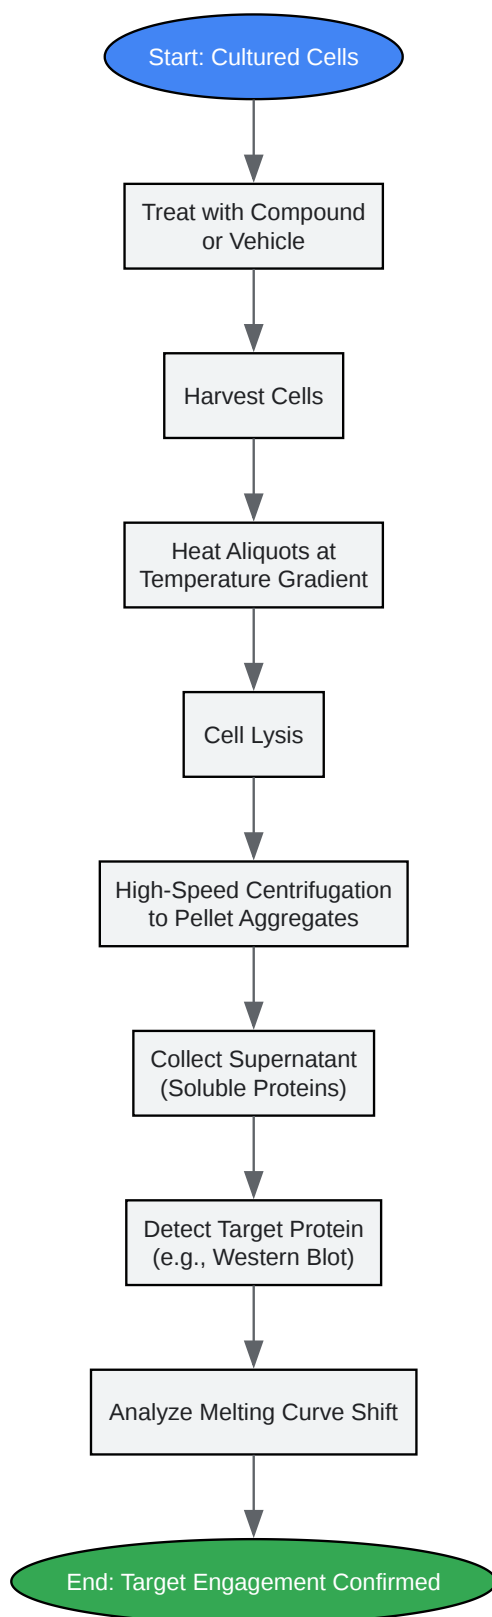 Start: Cultured Cells
Treat with Compound
or Vehicle
Harvest Cells
Heat Aliquots at
Temperature Gradient
Cell Lysis
High-Speed Centrifugation
to Pellet Aggregates
Collect Supernatant
(Soluble Proteins)
Detect Target Protein
(e.g., Western Blot)
Analyze Melting Curve Shift
End: Target Engagement Confirmed